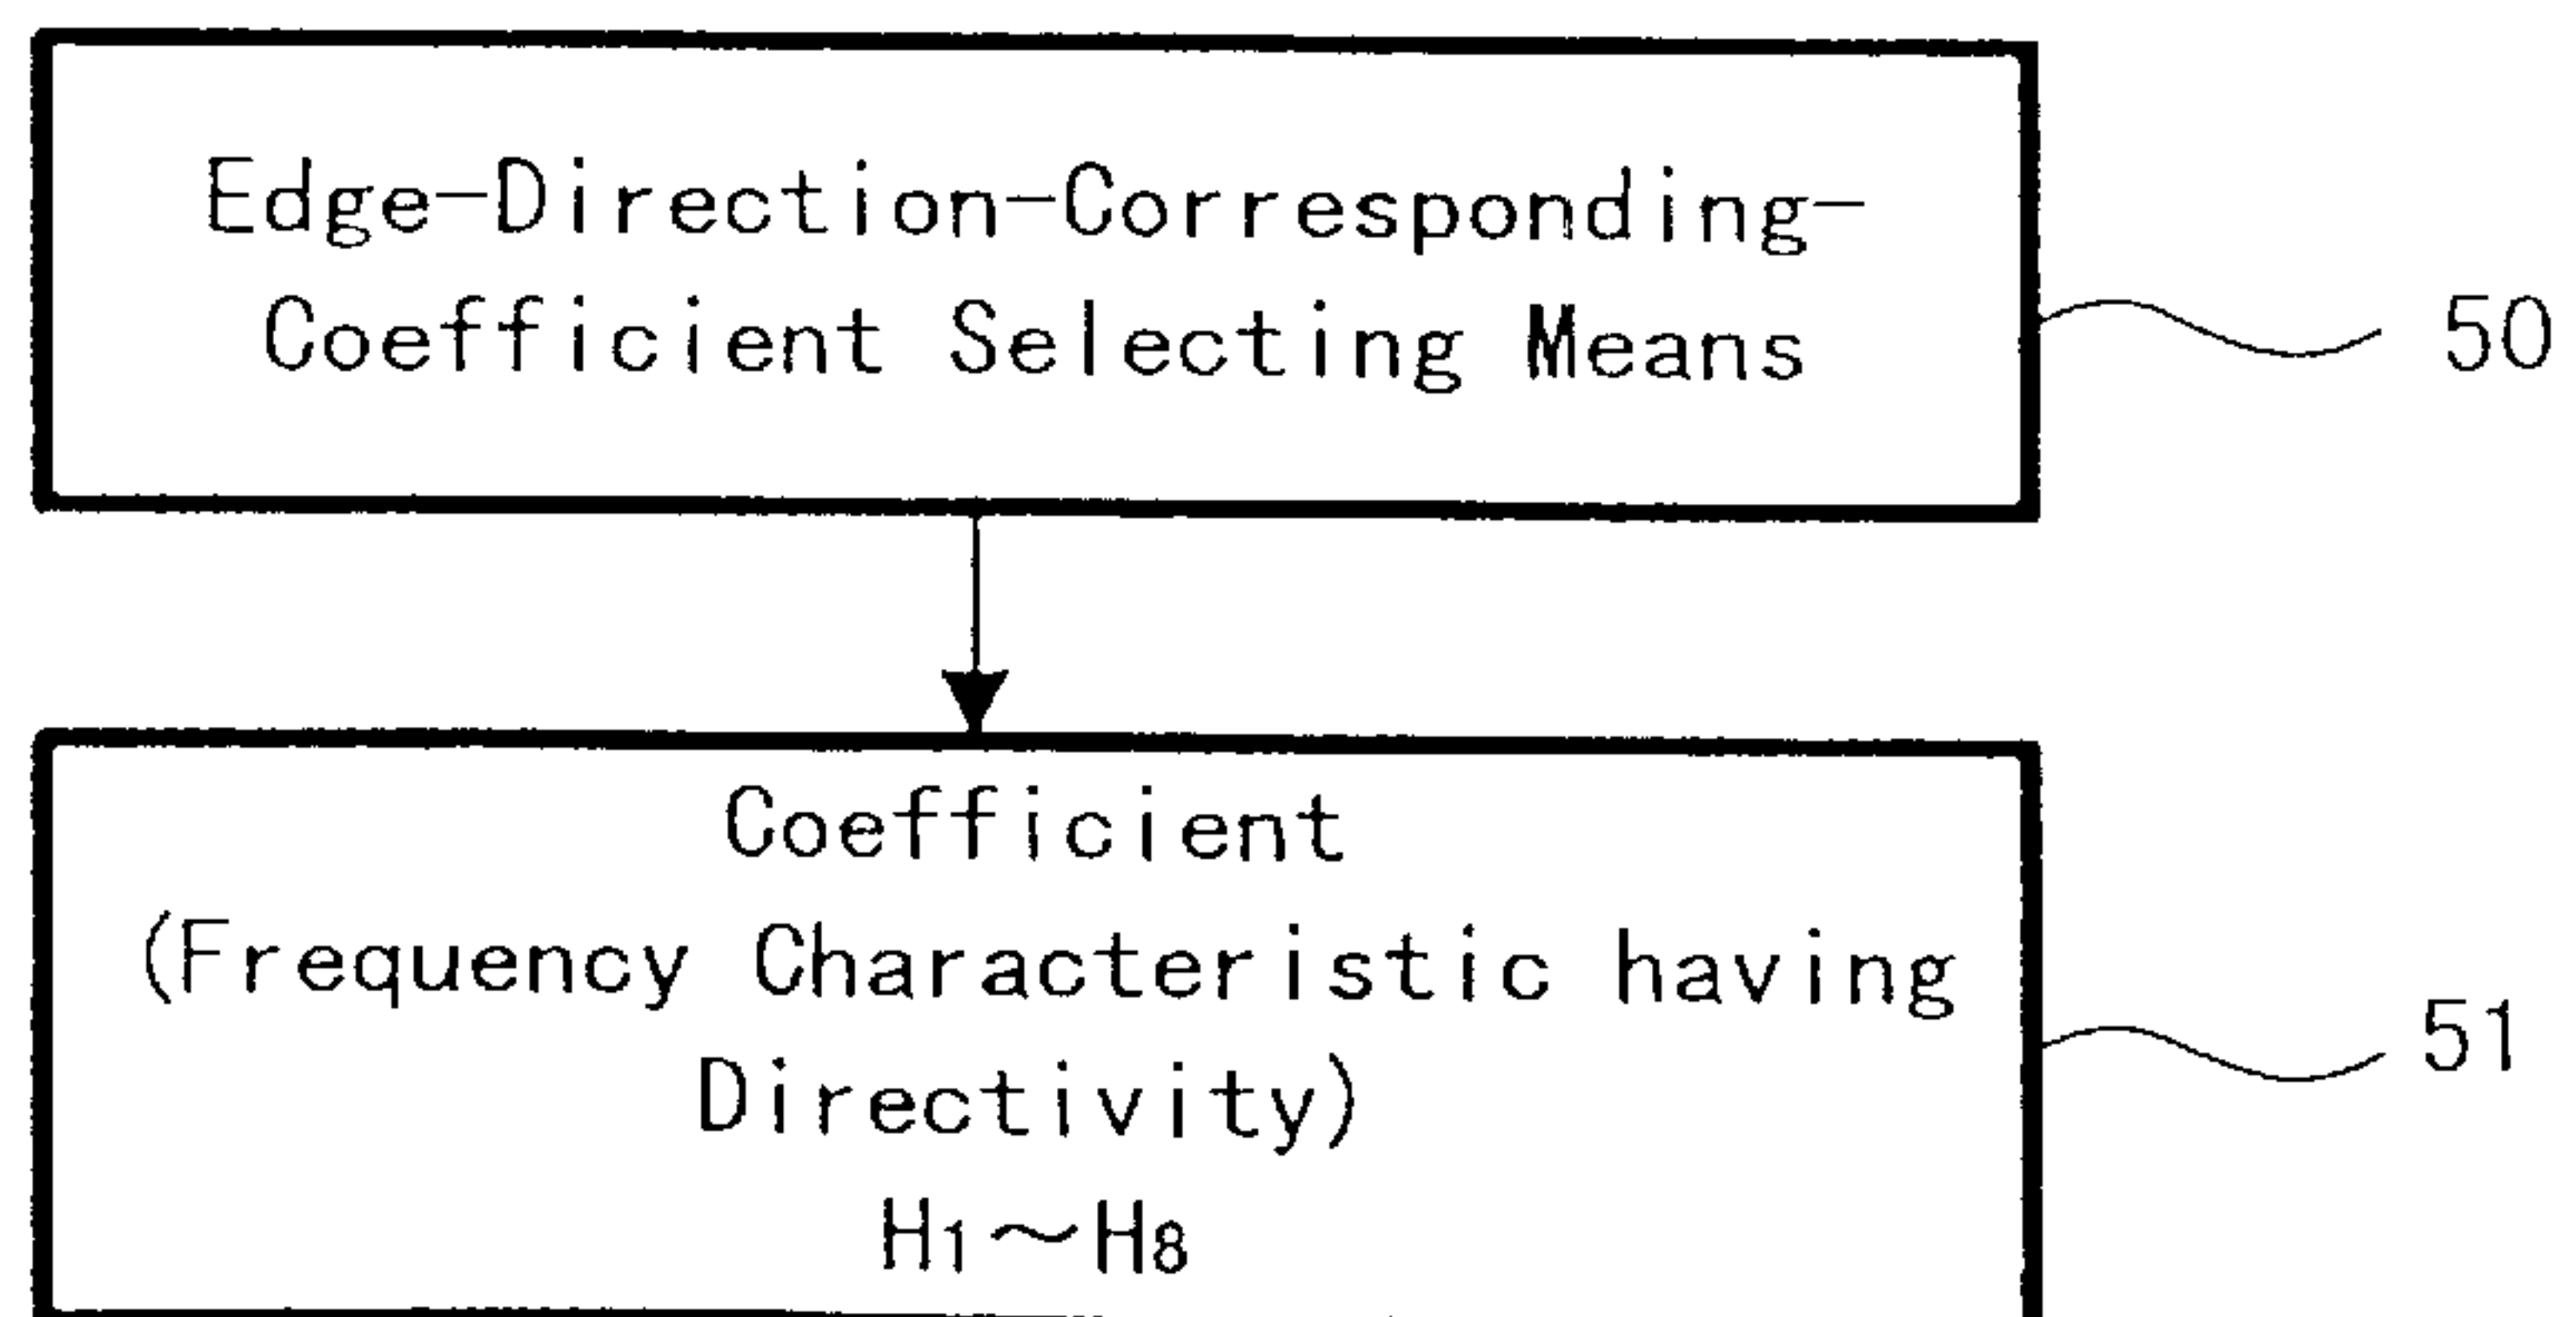 Edge-Direction-Corresponding-
Coefficient Selecting Means
50
Coefficient
(Frequency Characteristic having
Directivity)
H₁～H₈
51